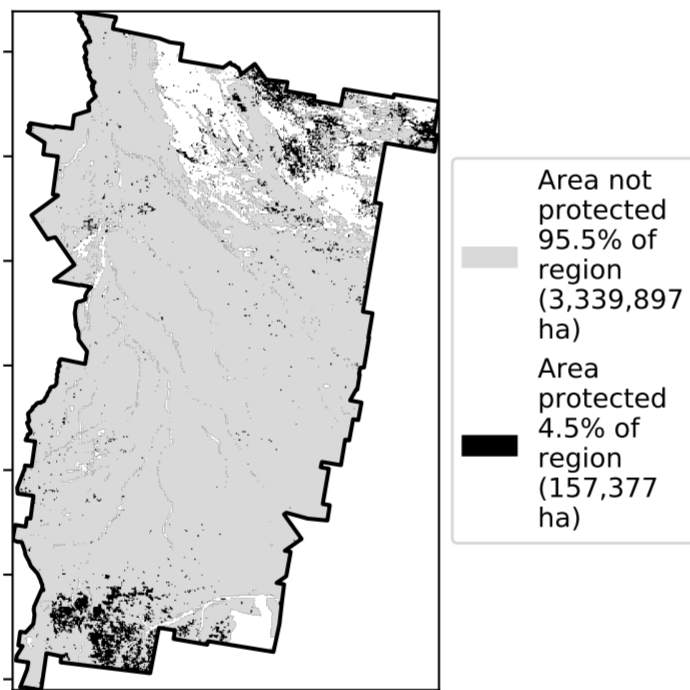 Area not
protected
95.5% of
region
(3,339,897
ha)
Area
protected
4.5% of
region
(157,377
ha)